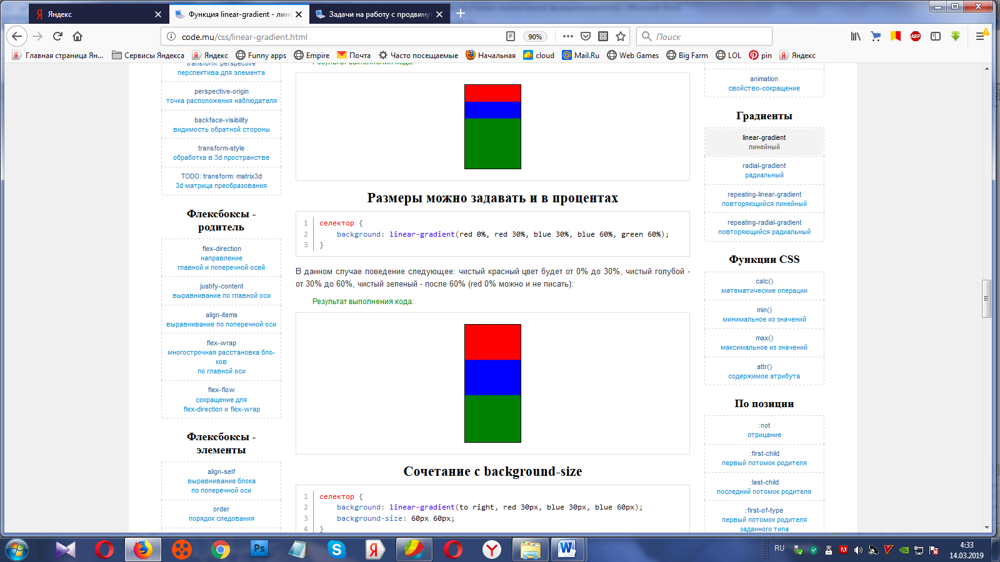 Яндекс
Функция linear-gradient - лине
Задачи на работу с продвинут
code.mu/css/linear-gradient.html
90%
Поиск
ABP
Главная страница Ян...
Сервисы Яндекса
Яндекс
Funny apps
Empire
Почта
Часто посещаемые
Начальная
cloud
Mail.Ru
Web Games
Big Farm
LOL
pin
Яндекс
transform: perspective
перспектива для элемента
perspective-origin
точка расположения наблюдателя
backface-visibility
видимость обратной стороны
transform-style
обработка в 3d пространстве
TODO: transform: matrix3d
3d матрица преобразования
Флексбоксы -
родитель
flex-direction
направление
главной и поперечной осей
justify-content
выравнивание по главной оси
align-items
выравнивание по поперечной оси
flex-wrap
многострочная расстановка бло-
ков
по главной оси
flex-flow
сокращение для
flex-direction и flex-wrap
Флексбоксы -
элементы
align-self
выравнивание блока
по поперечной оси
order
порядок следования
Результат выполнения кода:
Размеры можно задавать и в процентах
1 селектор {
2 background: linear-gradient(red 0%, red 30%, blue 30%, blue 60%, green 60%);
3 }
В данном случае поведение следующее: чистый красный цвет будет от 0% до 30%, чистый голубой -
от 30% до 60%, чистый зеленый - после 60% (red 0% можно и не писать):
Результат выполнения кода:
Сочетание с background-size
1 селектор {
2 background: linear-gradient(to right, red 30px, blue 30px, blue 60px);
3 background-size: 60px 60px;
4 }
animation
свойство-сокращение
Градиенты
linear-gradient
линейный
radial-gradient
радиальный
repeating-linear-gradient
повторяющийся линейный
repeating-radial-gradient
повторяющийся радиальный
Функции CSS
calc()
математические операции
min()
минимальное из значений
max()
максимальное из значений
attr()
содержимое атрибута
По позиции
:not
отрицание
:first-child
первый потомок родителя
:last-child
последний потомок родителя
:first-of-type
первый потомок родителя
заданного типа
RU
4:33
14.03.2019